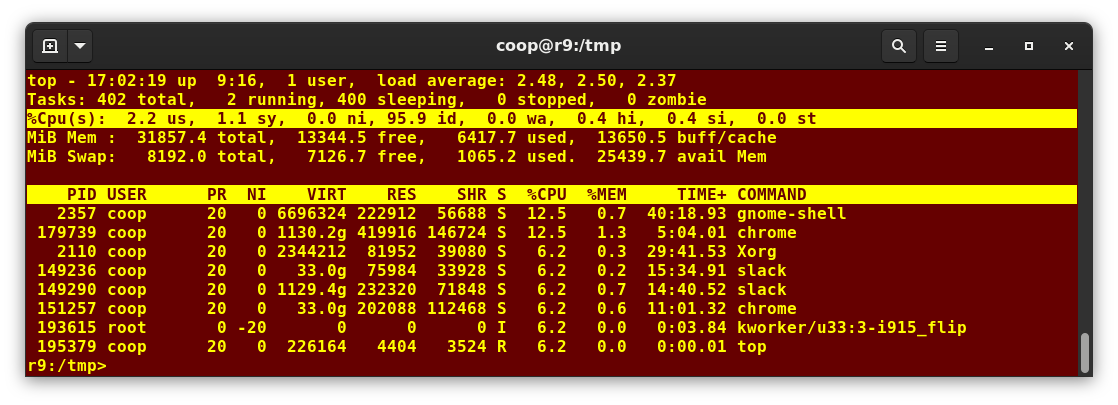 coop@r9:/tmp
top - 17:02:19 up  9:16,  1 user,  load average: 2.48, 2.50, 2.37
Tasks: 402 total,   2 running, 400 sleeping,   0 stopped,   0 zombie
%Cpu(s):  2.2 us,  1.1 sy,  0.0 ni, 95.9 id,  0.0 wa,  0.4 hi,  0.4 si,  0.0 st
MiB Mem :  31857.4 total,  13344.5 free,   6417.7 used,  13650.5 buff/cache
MiB Swap:   8192.0 total,   7126.7 free,   1065.2 used.  25439.7 avail Mem
    PID USER      PR  NI    VIRT    RES    SHR S  %CPU  %MEM     TIME+ COMMAND
   2357 coop      20   0 6696324 222912  56688 S  12.5   0.7  40:18.93 gnome-shell
 179739 coop      20   0 1130.2g 419916 146724 S  12.5   1.3   5:04.01 chrome
   2110 coop      20   0 2344212  81952  39080 S   6.2   0.3  29:41.53 Xorg
 149236 coop      20   0   33.0g  75984  33928 S   6.2   0.2  15:34.91 slack
 149290 coop      20   0 1129.4g 232320  71848 S   6.2   0.7  14:40.52 slack
 151257 coop      20   0   33.0g 202088 112468 S   6.2   0.6  11:01.32 chrome
 193615 root       0 -20       0      0      0 I   6.2   0.0   0:03.84 kworker/u33:3-i915_flip
 195379 coop      20   0  226164   4404   3524 R   6.2   0.0   0:00.01 top
r9:/tmp>